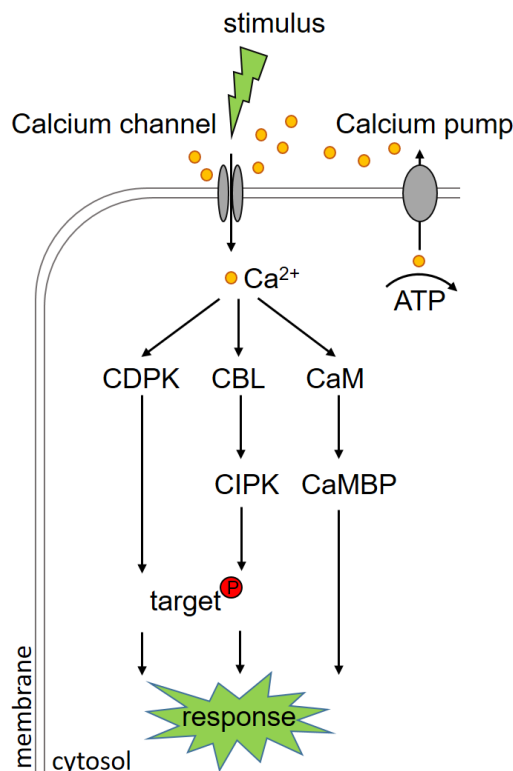 stimulus
Calcium channel
Calcium pump
Ca²⁺
ATP
CDPK
CBL
CaM
CIPK
CaMBP
target
P
response
membrane
cytosol